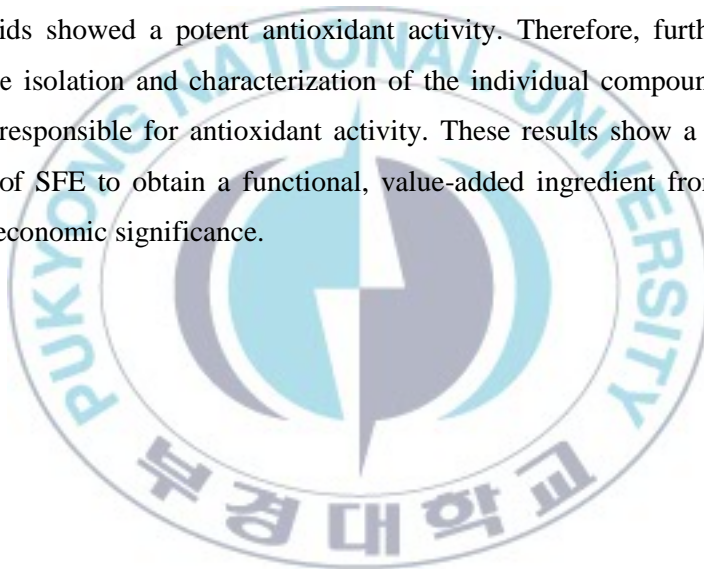 ids showed a potent antioxidant activity. Therefore, furth
e isolation and characterization of the individual compoun
responsible for antioxidant activity. These results show a
of SFE to obtain a functional, value-added ingredient fro
economic significance.
PUKYONG NATIONAL UNIVERSITY
부경대학교